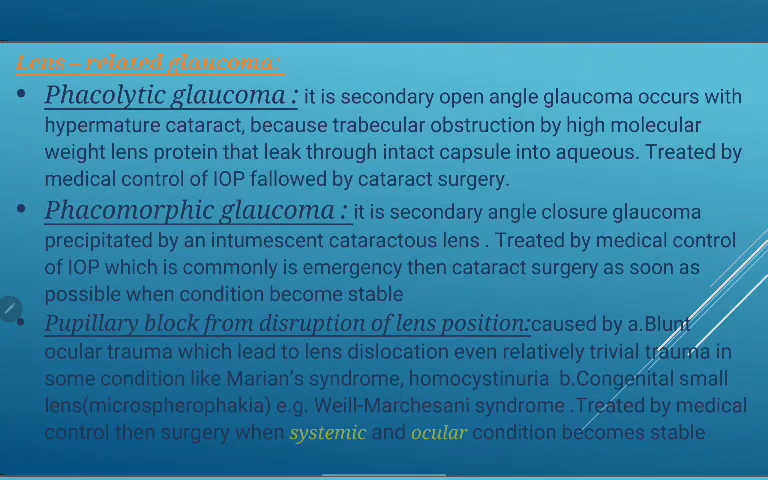 Lens – related glaucoma:
• Phacolytic glaucoma : it is secondary open angle glaucoma occurs with
hypermature cataract, because trabecular obstruction by high molecular
weight lens protein that leak through intact capsule into aqueous. Treated by
medical control of IOP fallowed by cataract surgery.
• Phacomorphic glaucoma : it is secondary angle closure glaucoma
precipitated by an intumescent cataractous lens . Treated by medical control
of IOP which is commonly is emergency then cataract surgery as soon as
possible when condition become stable
• Pupillary block from disruption of lens position:caused by a.Blunt
ocular trauma which lead to lens dislocation even relatively trivial trauma in
some condition like Marian's syndrome, homocystinuria b.Congenital small
lens(microspherophakia) e.g. Weill-Marchesani syndrome .Treated by medical
control then surgery when systemic and ocular condition becomes stable